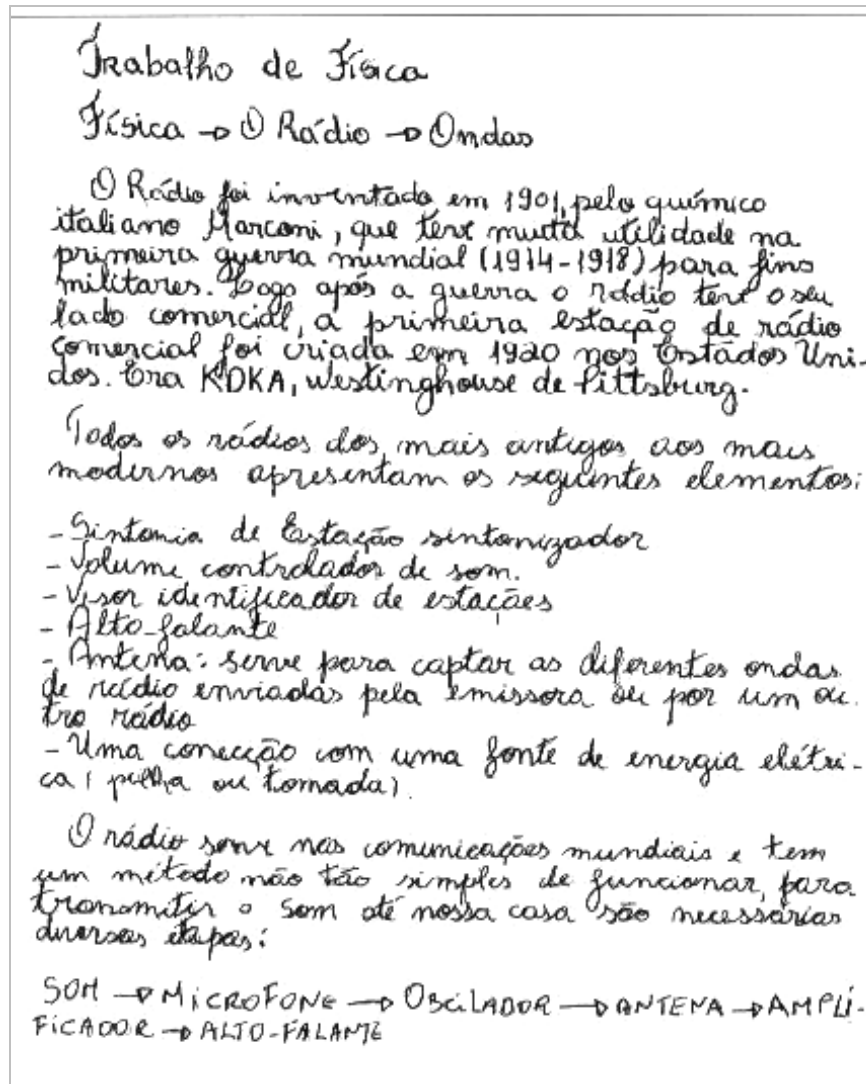 Trabalho de Física
Física → O Rádio → Ondas
O Rádio foi inventado em 1901, pelo químico
italiano Marconi, que teve muita utilidade na
primeira guerra mundial (1914-1918) para fins
militares. Logo após a guerra o rádio teve o seu
lado comercial, a primeira estação de rádio
comercial foi criada em 1920 nos Estados Uni-
dos. Era KDKA, Westinghouse de Pittsburg.
Todos os rádios dos mais antigos aos mais
modernos apresentam os seguintes elementos:
- Sintonia de Estação sintonizador
- Volume controlador de som.
- Visor identificador de estações
- Alto-falante
- Antena: serve para captar as diferentes ondas
de rádio enviadas pela emissora ou por um ou-
tro rádio
- Uma conecção com uma fonte de energia elétri-
ca (pilha ou tomada).
O rádio serve nas comunicações mundiais e tem
um método não tão simples de funcionar, para
transmitir o som até nossa casa são necessárias
diversas etapas:
SOM → MiCROFONE → OSCiLADOR → ANTENA → AMPLi-
FiCADOR → ALTO-FALANTE